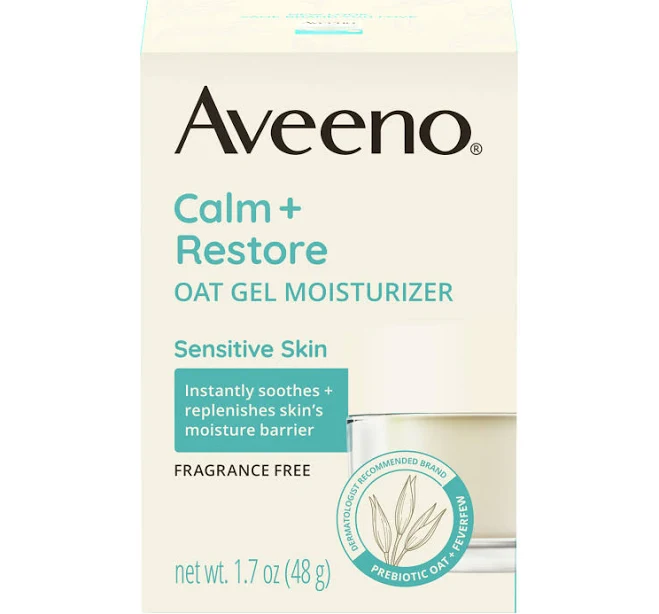 Aveeno®
Calm +
Restore
OAT GEL MOISTURIZER
Sensitive Skin
Instantly soothes +
replenishes skin's
moisture barrier
FRAGRANCE FREE
DERMATOLOGIST RECOMMENDED BRAND
PREBIOTIC OAT + FEVERFEW
net wt. 1.7 oz (48 g)